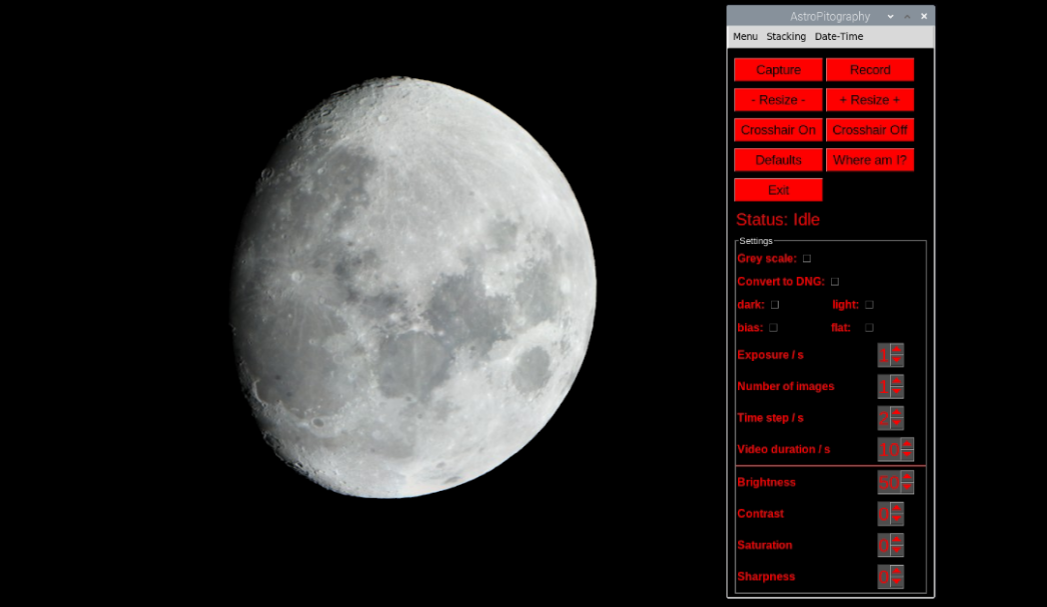 AstroPitography
Menu Stacking Date-Time
Capture Record
- Resize - + Resize +
Crosshair On Crosshair Off
Defaults Where am I?
Exit
Status: Idle
Settings
Grey scale:
Convert to DNG:
dark: light:
bias: flat:
Exposure / s 1
Number of images 1
Time step / s 2
Video duration / s 10
Brightness 50
Contrast 0
Saturation 0
Sharpness 0